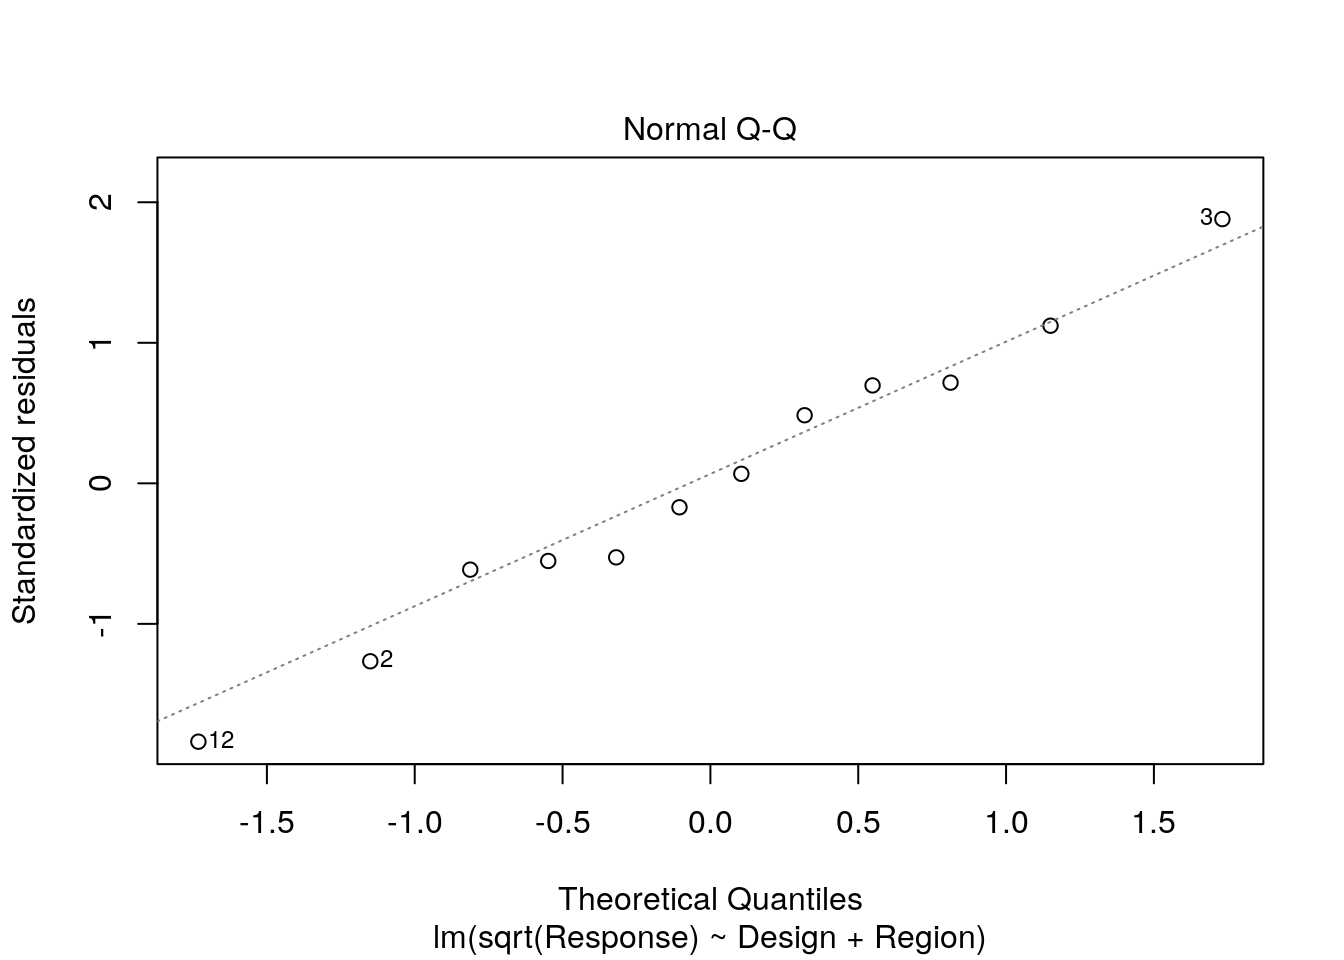 Normal Q-Q
Standardized residuals
2
1
0
-1
3
2
12
-1.5 -1.0 -0.5 0.0 0.5 1.0 1.5
Theoretical Quantiles
lm(sqrt(Response) ~ Design + Region)